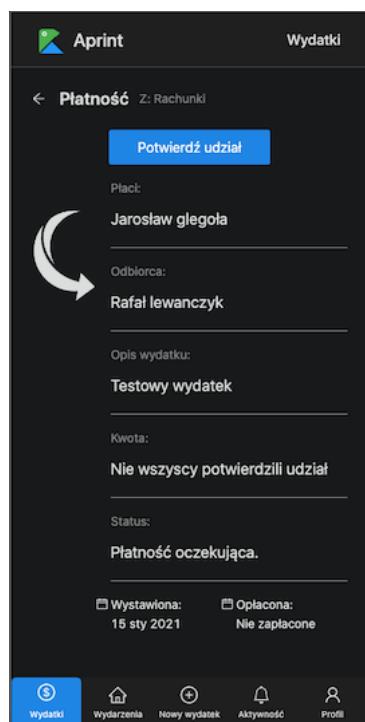 Aprint Wydatki
← Płatność Z: Rachunki
Potwierdź udział
Płaci:
Jarosław glegoła
Odbiorca:
Rafał lewanczyk
Opis wydatku:
Testowy wydatek
Kwota:
Nie wszyscy potwierdzili udział
Status:
Płatność oczekująca.
Wystawiona: Opłacona:
15 sty 2021 Nie zapłacone
Wydatki Wydarzenia Nowy wydatek Aktywność Profil